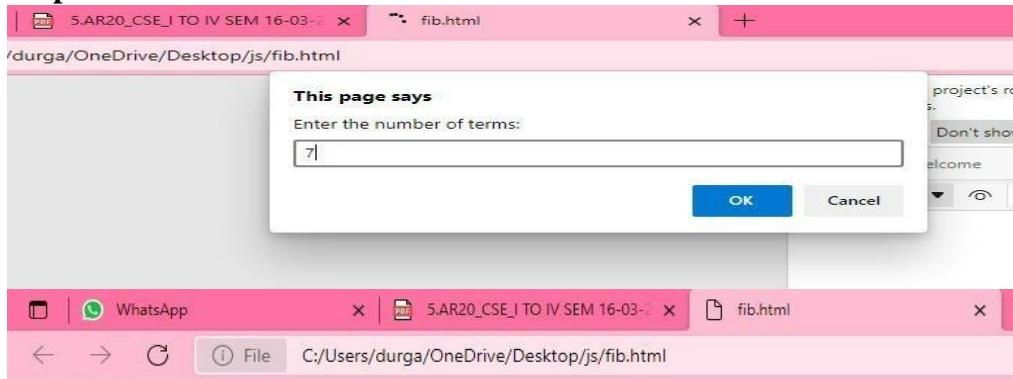 5.AR20_CSE_I TO IV SEM 16-03-2
fib.html
/durga/OneDrive/Desktop/js/fib.html
This page says
project's
Enter the number of terms:
7
Don't sho
elcome
OK Cancel
WhatsApp 5.AR20_CSE_I TO IV SEM 16-03-2 fib.html
File C:/Users/durga/OneDrive/Desktop/js/fib.html